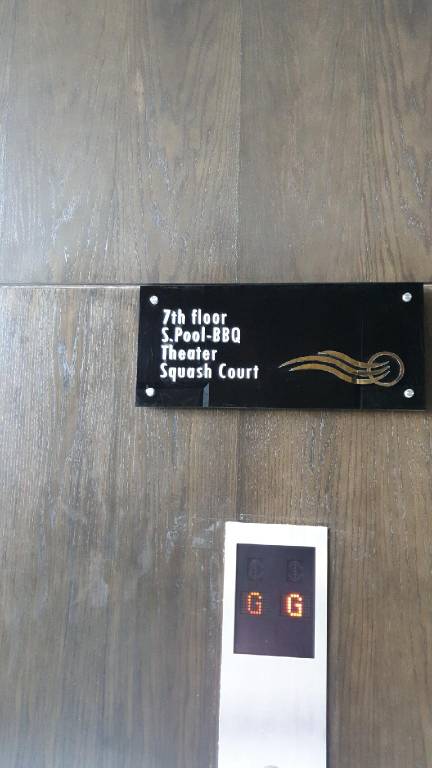 7th floor
S.Pool-BBQ
Theater
Squash Court
G G